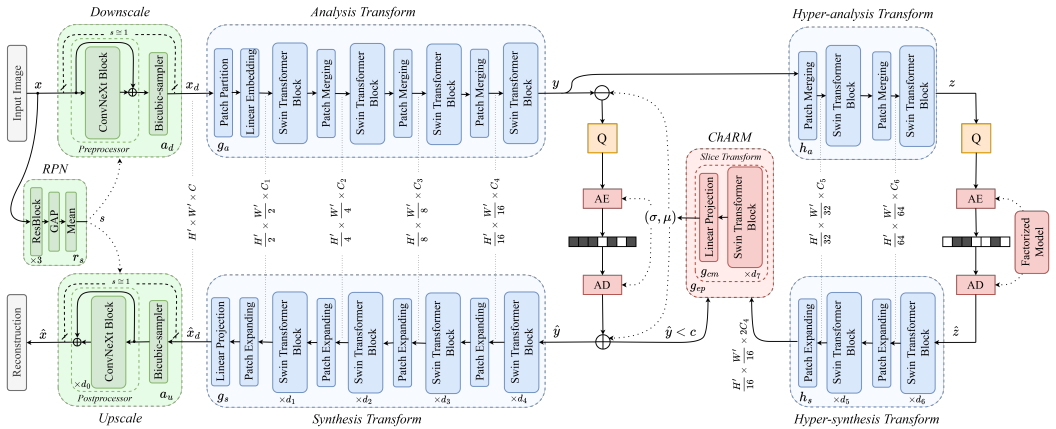 Downscale
Analysis Transform
Hyper-analysis Transform
Input Image
x
s ≅ 1
ConvNeXt Block
Bicubic-sampler
Preprocessor
a_d
x_d
Patch Partition
Linear Embedding
Swin Transformer Block
Patch Merging
Swin Transformer Block
Patch Merging
Swin Transformer Block
Patch Merging
Swin Transformer Block
g_a
y
Patch Merging
Swin Transformer Block
Patch Merging
Swin Transformer Block
h_a
z
Q
Q
RPN
ResBlock
×3
GAP
Mean
r_s
s
H′ × W′ × C
H′/2 × W′/2 × C_1
H′/4 × W′/4 × C_2
H′/8 × W′/8 × C_3
H′/16 × W′/16 × C_4
AE
AD
(σ, μ)
ChARM
Slice Transform
Linear Projection
Swin Transformer Block
g_cm
×d_7
g_ep
H′/32 × W′/32 × C_5
H′/64 × W′/64 × C_6
AE
AD
Factorized Model
Reconstruction
x̂
s ≅ 1
ConvNeXt Block
Bicubic-sampler
×d_0
Postprocessor
a_u
x̂_d
Linear Projection
Patch Expanding
Swin Transformer Block
×d_1
Patch Expanding
Swin Transformer Block
×d_2
Patch Expanding
Swin Transformer Block
×d_3
Patch Expanding
Swin Transformer Block
×d_4
g_s
ŷ
ŷ < c
H′/16 × W′/16 × 2C_4
Patch Expanding
Swin Transformer Block
×d_5
Patch Expanding
Swin Transformer Block
×d_6
h_s
ẑ
Upscale
Synthesis Transform
Hyper-synthesis Transform